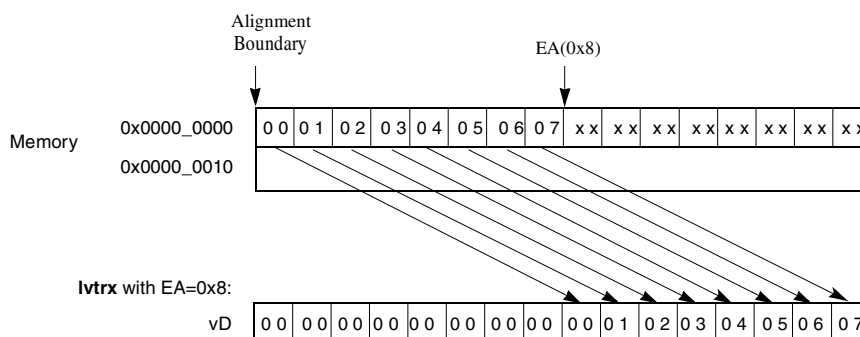 Alignment
Boundary
EA(0x8)
Memory
0x0000_0000 00 01 02 03 04 05 06 07 xx xx xx xx xx xx xx xx
0x0000_0010
lvtrx with EA=0x8:
vD 00 00 00 00 00 00 00 00 00 01 02 03 04 05 06 07